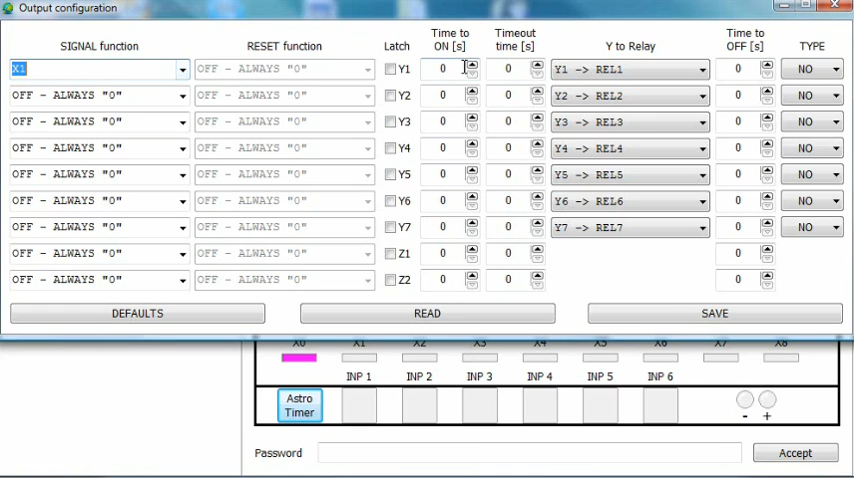 Output configuration
SIGNAL function RESET function Latch Time to ON [s] Timeout time [s] Y to Relay Time to OFF [s] TYPE
X1 OFF - ALWAYS "0" Y1 0 0 Y1 -> REL1 0 NO
OFF - ALWAYS "0" OFF - ALWAYS "0" Y2 0 0 Y2 -> REL2 0 NO
OFF - ALWAYS "0" OFF - ALWAYS "0" Y3 0 0 Y3 -> REL3 0 NO
OFF - ALWAYS "0" OFF - ALWAYS "0" Y4 0 0 Y4 -> REL4 0 NO
OFF - ALWAYS "0" OFF - ALWAYS "0" Y5 0 0 Y5 -> REL5 0 NO
OFF - ALWAYS "0" OFF - ALWAYS "0" Y6 0 0 Y6 -> REL6 0 NO
OFF - ALWAYS "0" OFF - ALWAYS "0" Y7 0 0 Y7 -> REL7 0 NO
OFF - ALWAYS "0" OFF - ALWAYS "0" Z1 0 0 0
OFF - ALWAYS "0" OFF - ALWAYS "0" Z2 0 0 0
DEFAULTS READ SAVE
X0 X1 X2 X3 X4 X5 X6 X7 X8
INP 1 INP 2 INP 3 INP 4 INP 5 INP 6
Astro
Timer
- +
Password Accept